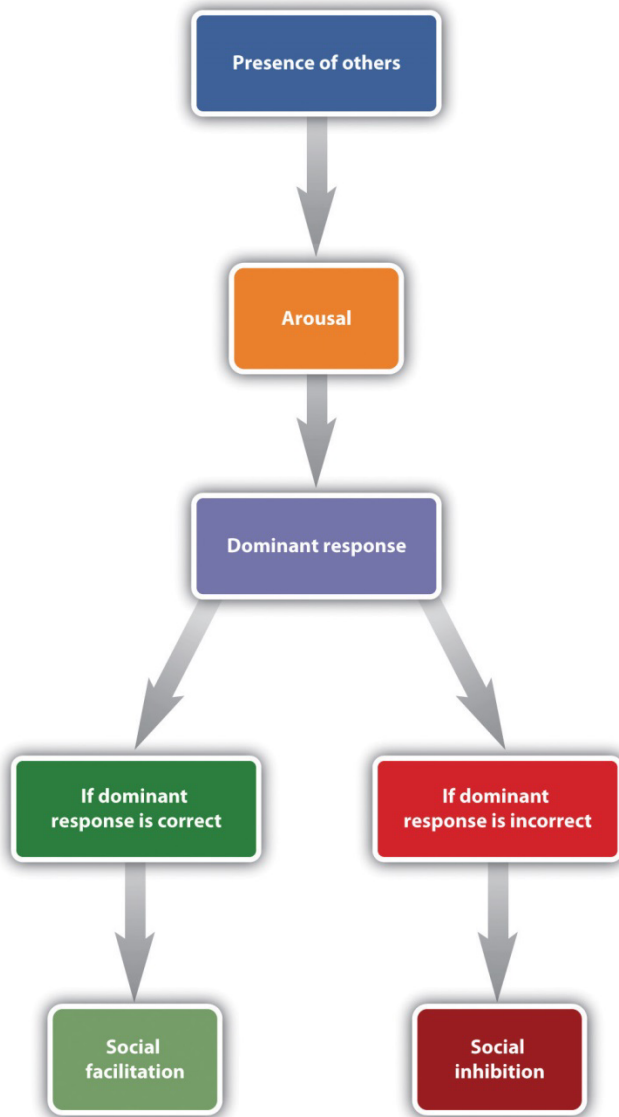 Presence of others
Arousal
Dominant response
If dominant
response is correct
If dominant
response is incorrect
Social
facilitation
Social
inhibition